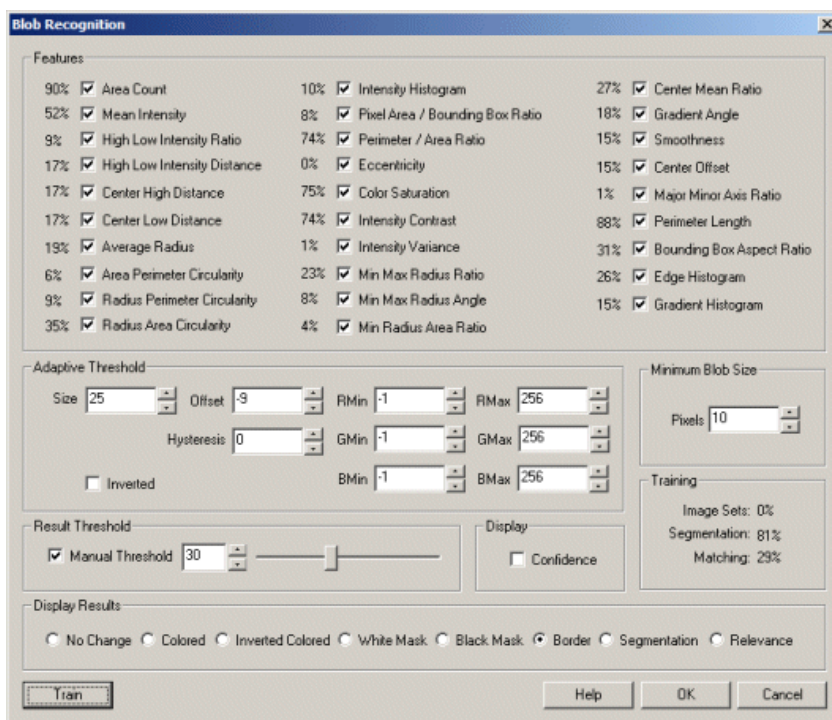 Blob Recognition
Features
90% Area Count
52% Mean Intensity
9% High Low Intensity Ratio
17% High Low Intensity Distance
17% Center High Distance
17% Center Low Distance
19% Average Radius
6% Area Perimeter Circularity
9% Radius Perimeter Circularity
35% Radius Area Circularity
10% Intensity Histogram
8% Pixel Area / Bounding Box Ratio
74% Perimeter / Area Ratio
0% Eccentricity
75% Color Saturation
74% Intensity Contrast
1% Intensity Variance
23% Min Max Radius Ratio
8% Min Max Radius Angle
4% Min Radius Area Ratio
27% Center Mean Ratio
18% Gradient Angle
15% Smoothness
15% Center Offset
1% Major Minor Axis Ratio
88% Perimeter Length
31% Bounding Box Aspect Ratio
26% Edge Histogram
15% Gradient Histogram
Adaptive Threshold
Size 25 Offset -9 RMin -1 RMax 256
Hysteresis 0 GMin -1 GMax 256
Inverted BMin -1 BMax 256
Minimum Blob Size
Pixels 10
Training
Image Sets: 0%
Segmentation: 81%
Matching: 29%
Result Threshold
Manual Threshold 30
Display
Confidence
Display Results
No Change Colored Inverted Colored White Mask Black Mask Border Segmentation Relevance
Train Help OK Cancel